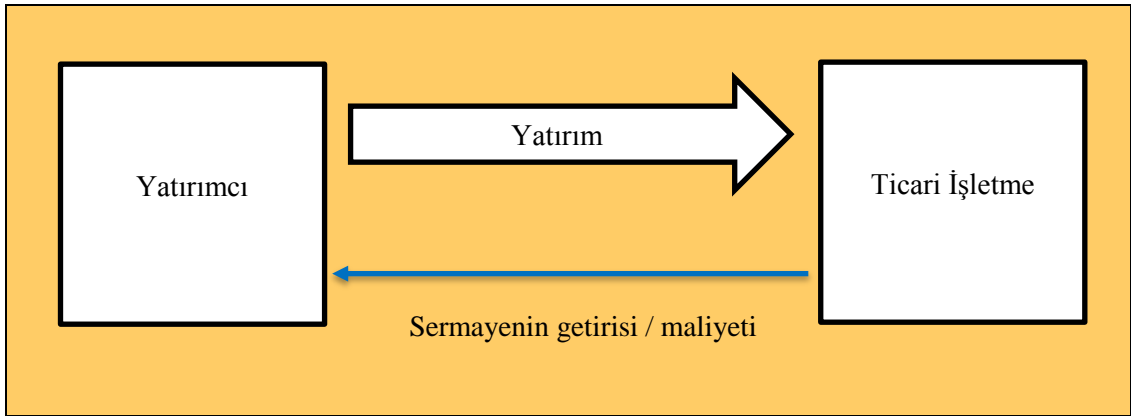 Yatırımcı
Yatırım
Ticari İşletme
Sermayenin getirisi / maliyeti